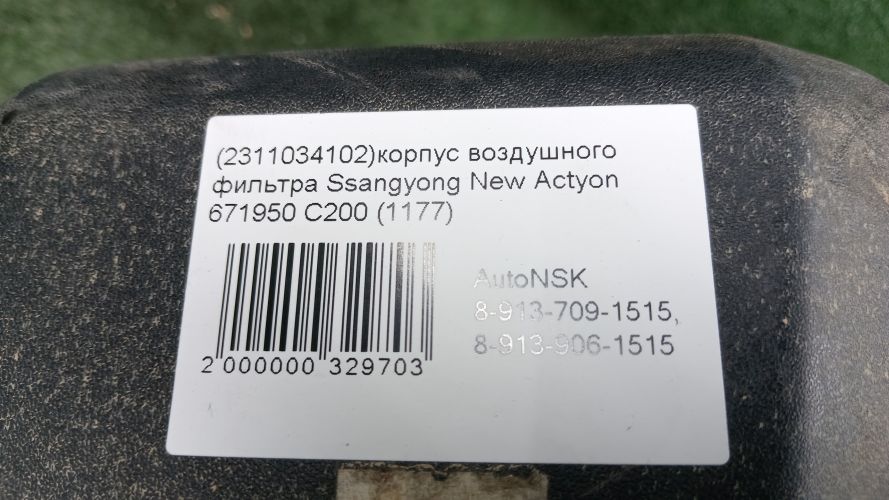 (2311034102)корпус воздушного
фильтра Ssangyong New Actyon
671950 C200 (1177)
AutoNSK
8-913-709-1515,
8-913-906-1515
2 000000 329703